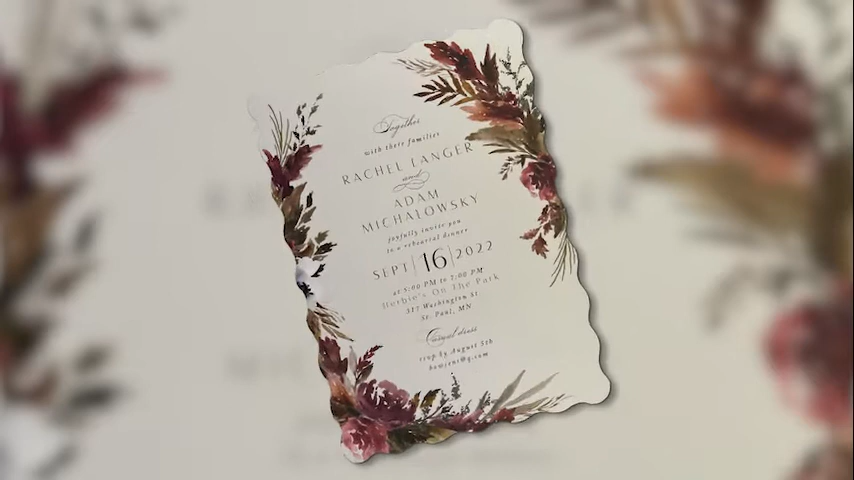 Together
with their families
RACHEL LANGER
and
ADAM
MICHALOWSKY
joyfully invite you
to a rehearsal dinner
SEPT 16 2022
at 5:00 PM to 7:00 PM
Herbie's On The Park
317 Washington St
St. Paul, MN
Casual dress
rsvp by August 5th